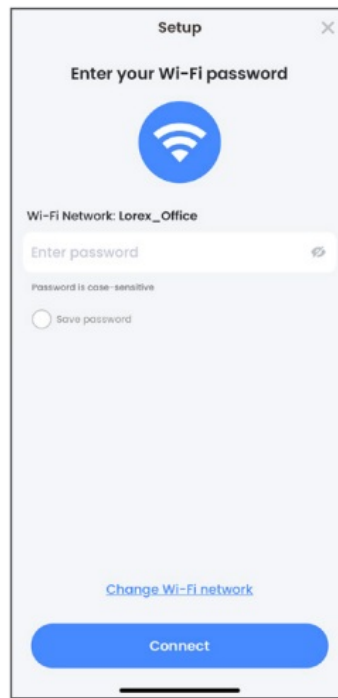 Setup
Enter your Wi-Fi password
Wi-Fi Network: Lorex_Office
Enter password
Password is case-sensitive
Save password
Change Wi-Fi network
Connect